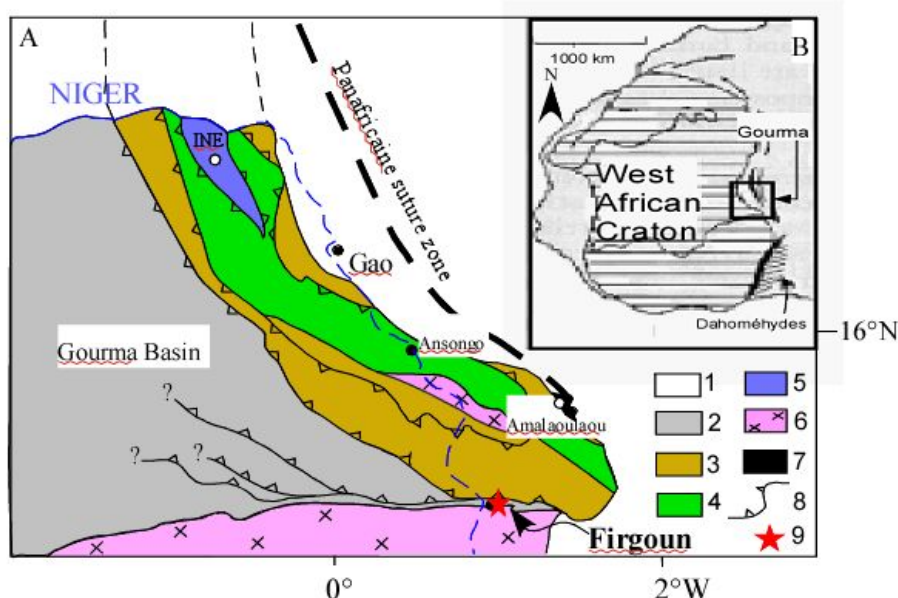 A
NIGER
INE
Panafricaine suture zone
Gao
Gourma Basin
Ansongo
Amalaoulaou
?
?
?
Firgoun
0°
2°W
16°N
B
1000 km
N
Gourma
West
African
Craton
Dahoméhydes
1
2
3
4
5
6
7
8
9